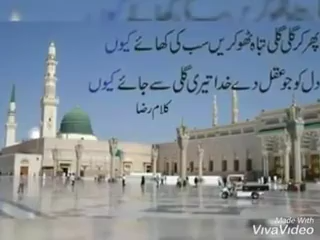 پھر کر گلی گلی تباہ ٹھوکریں سب کی کھائے کیوں
دل کو جو عقل دے خدا تیری گلی سے جائے کیوں
کلام رضا
Made With
VivaVideo